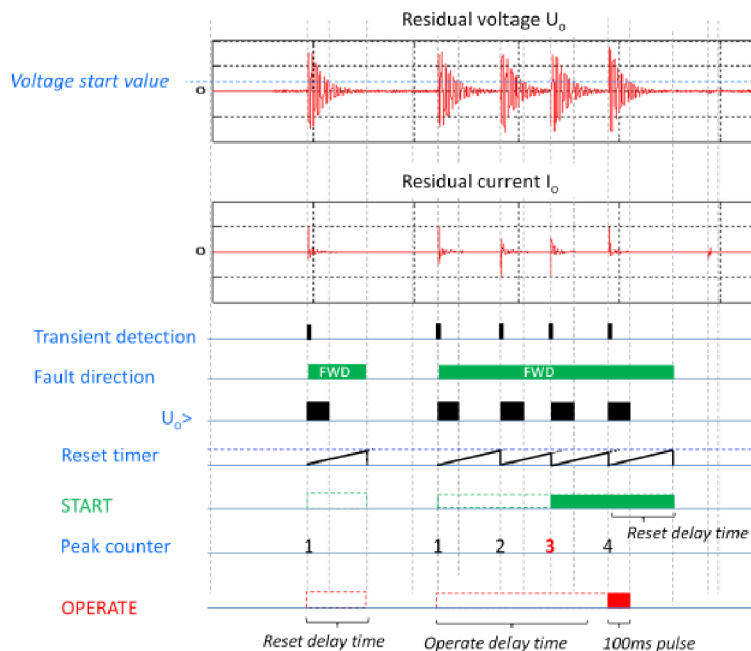 Residual voltage Uo
Voltage start value
0
Residual current Io
0
Transient detection
Fault direction
FWD
FWD
Uo>
Reset timer
START
Reset delay time
Peak counter
1
1
2
3
4
OPERATE
Reset delay time
Operate delay time
100ms pulse